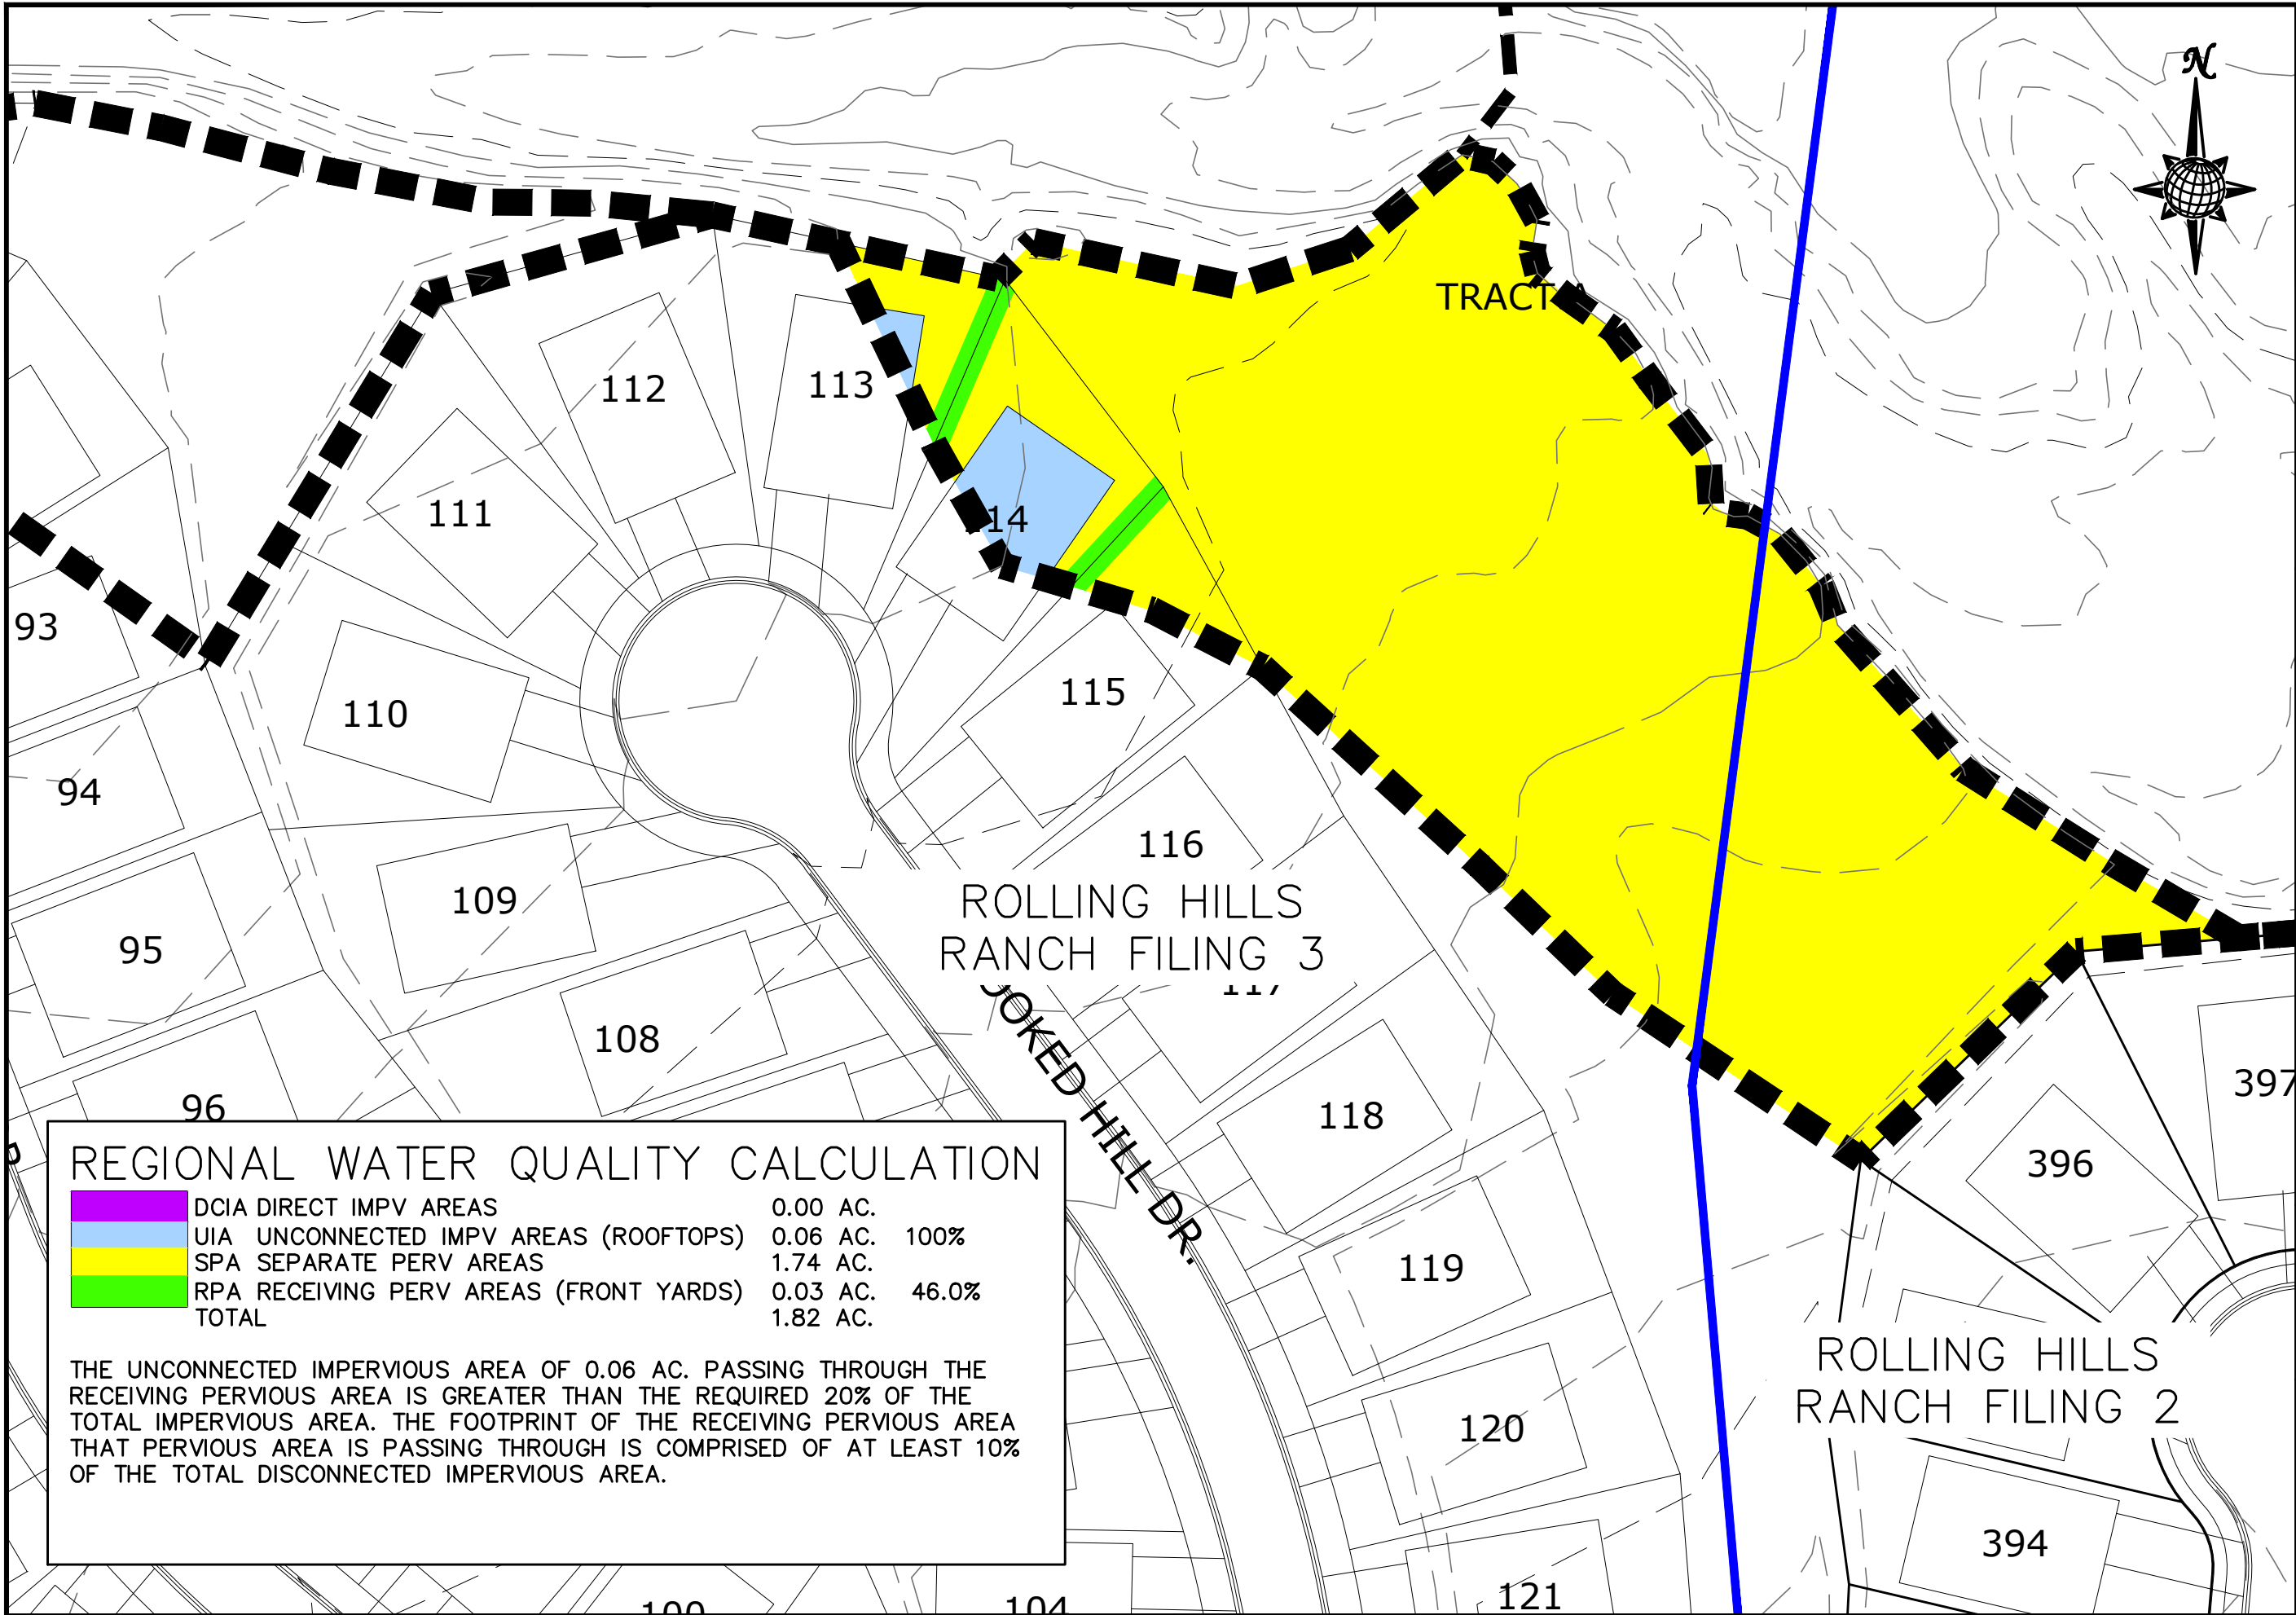 N
TRACT
112
113
111
114
93
115
110
94
116
109
ROLLING HILLS
RANCH FILING 3
95
117
108
397
96
118
396
REGIONAL WATER QUALITY CALCULATION
DCIA DIRECT IMPV AREAS 0.00 AC.
UIA UNCONNECTED IMPV AREAS (ROOFTOPS) 0.06 AC. 100%
SPA SEPARATE PERV AREAS 1.74 AC.
RPA RECEIVING PERV AREAS (FRONT YARDS) 0.03 AC. 46.0%
TOTAL 1.82 AC.
THE UNCONNECTED IMPERVIOUS AREA OF 0.06 AC. PASSING THROUGH THE
RECEIVING PERVIOUS AREA IS GREATER THAN THE REQUIRED 20% OF THE
TOTAL IMPERVIOUS AREA. THE FOOTPRINT OF THE RECEIVING PERVIOUS AREA
THAT PERVIOUS AREA IS PASSING THROUGH IS COMPRISED OF AT LEAST 10%
OF THE TOTAL DISCONNECTED IMPERVIOUS AREA.
OOKED HILL DR.
119
ROLLING HILLS
RANCH FILING 2
120
394
121
100
104